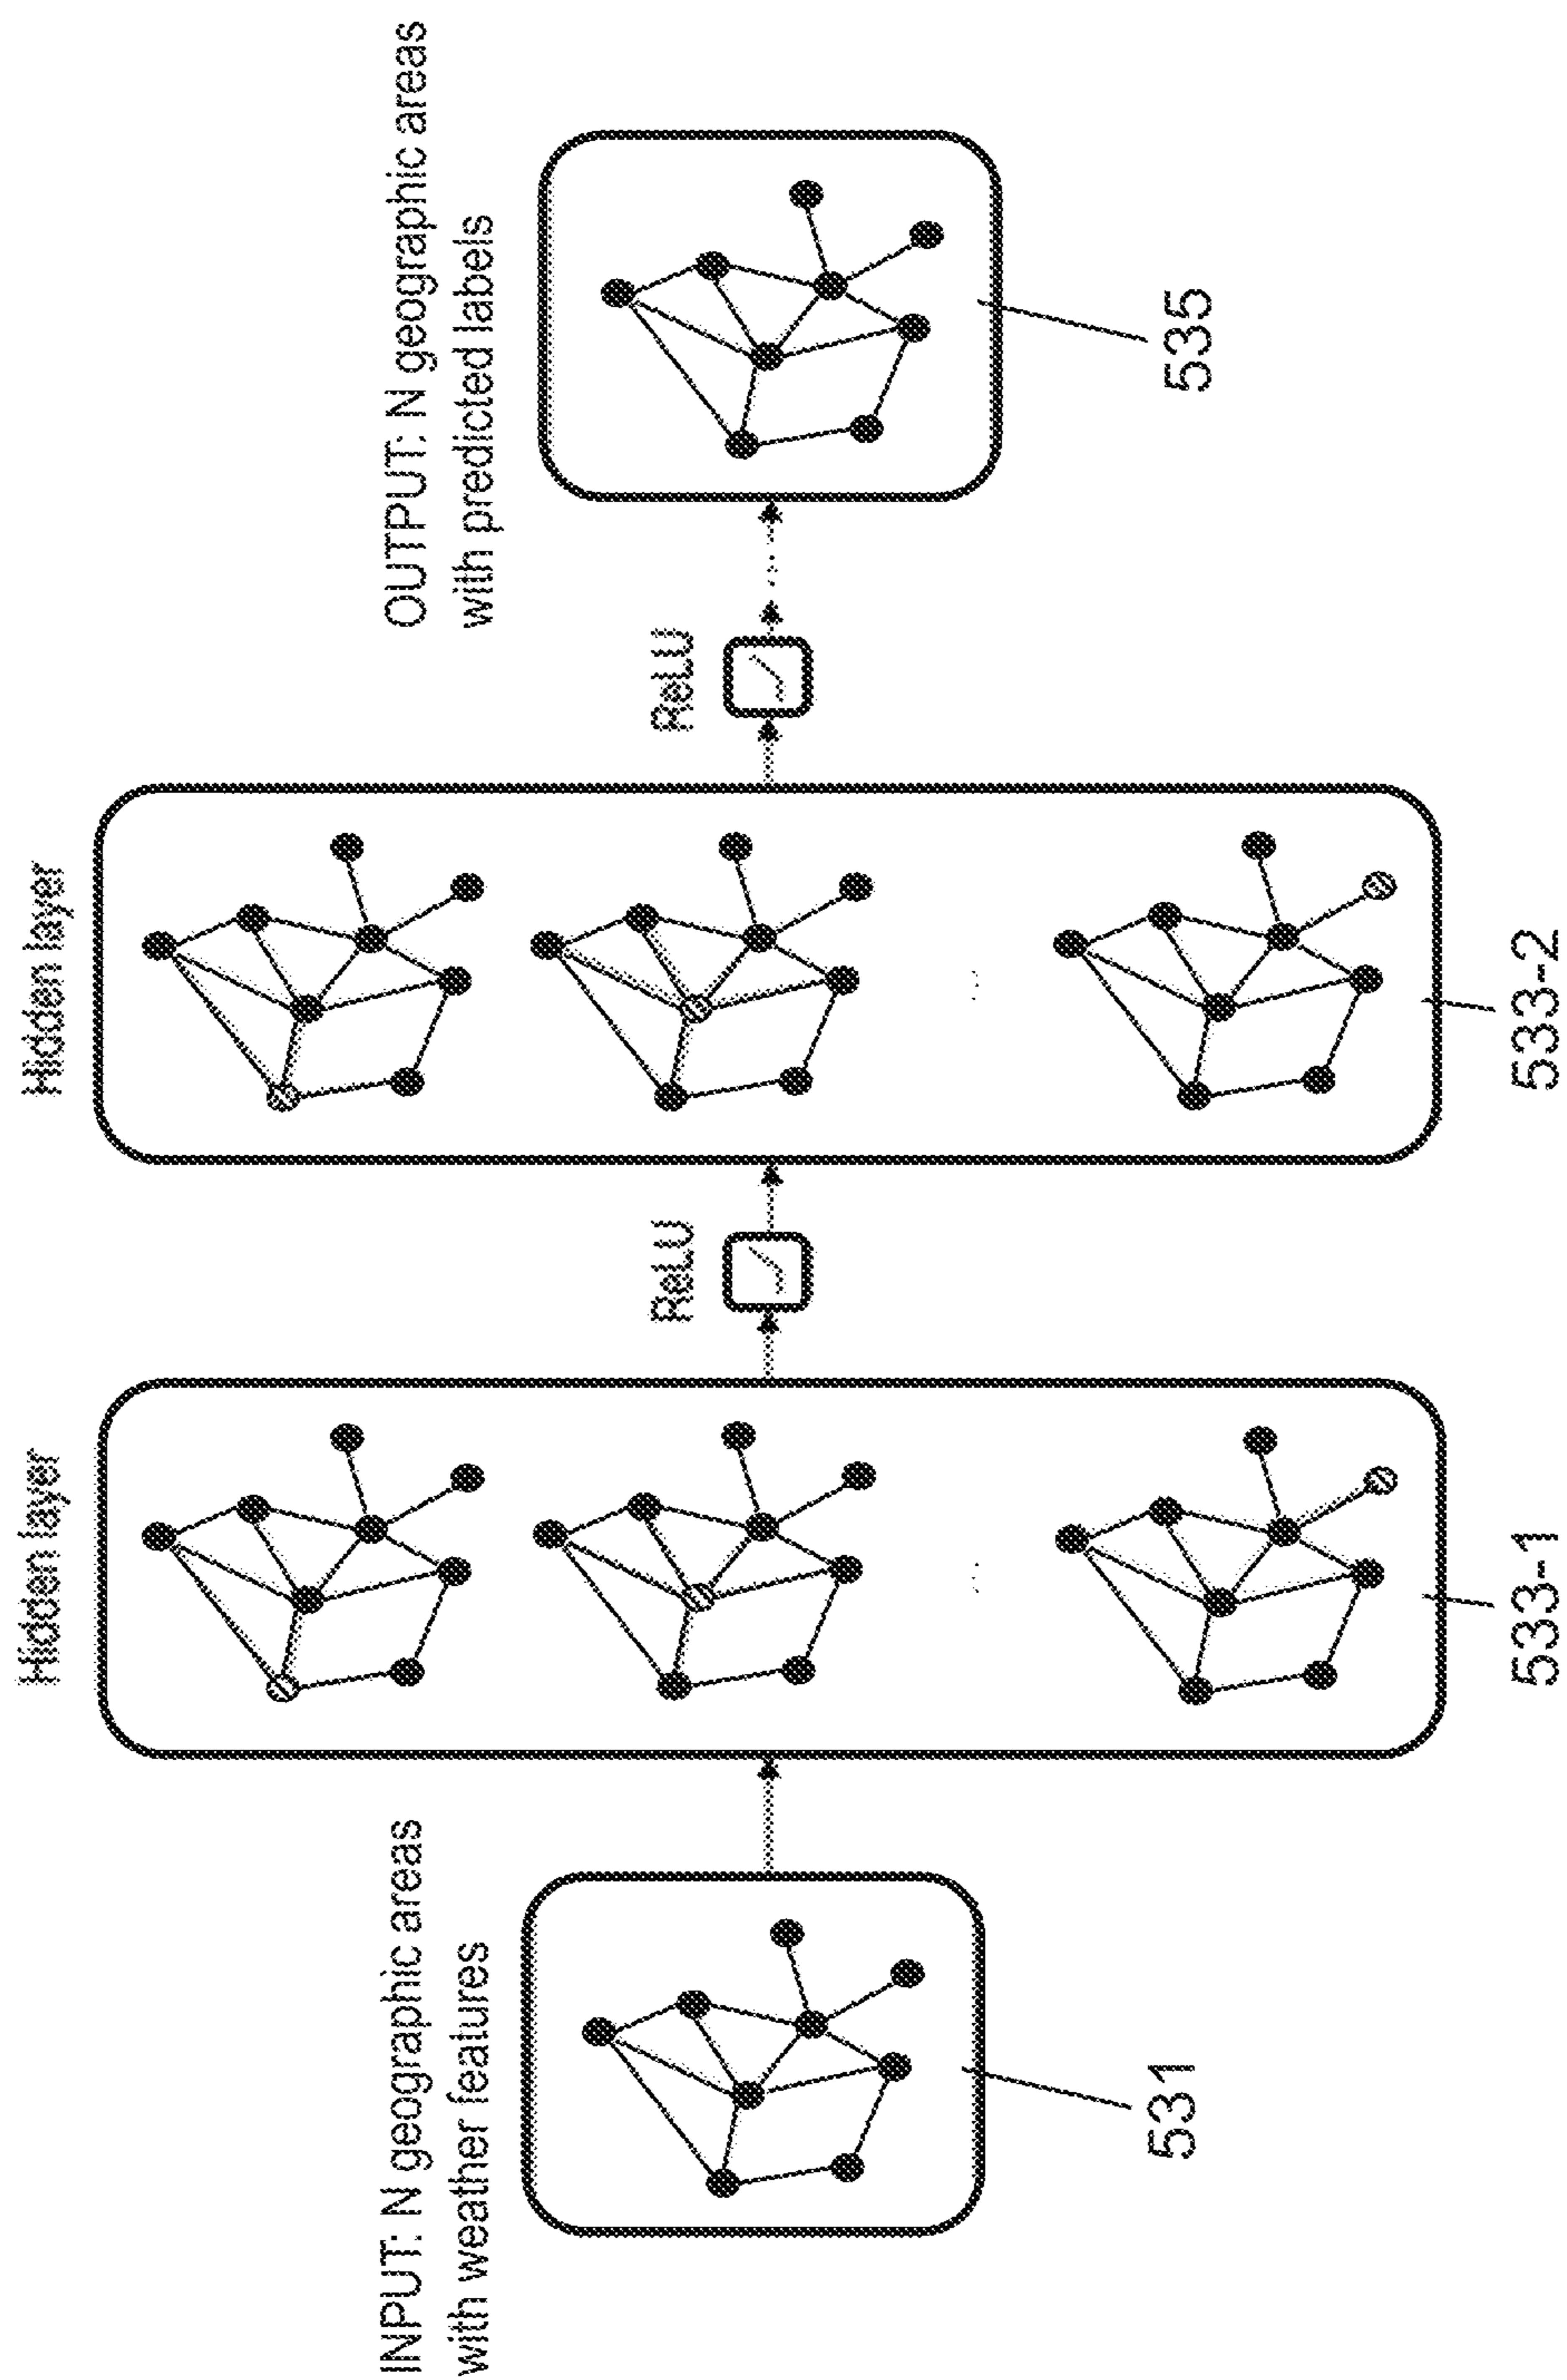 INPUT: N geographic areas
with weather features
531
Hidden layer
533-1
ReLU
Hidden layer
533-2
ReLU
OUTPUT: N geographic areas
with predicted labels
535